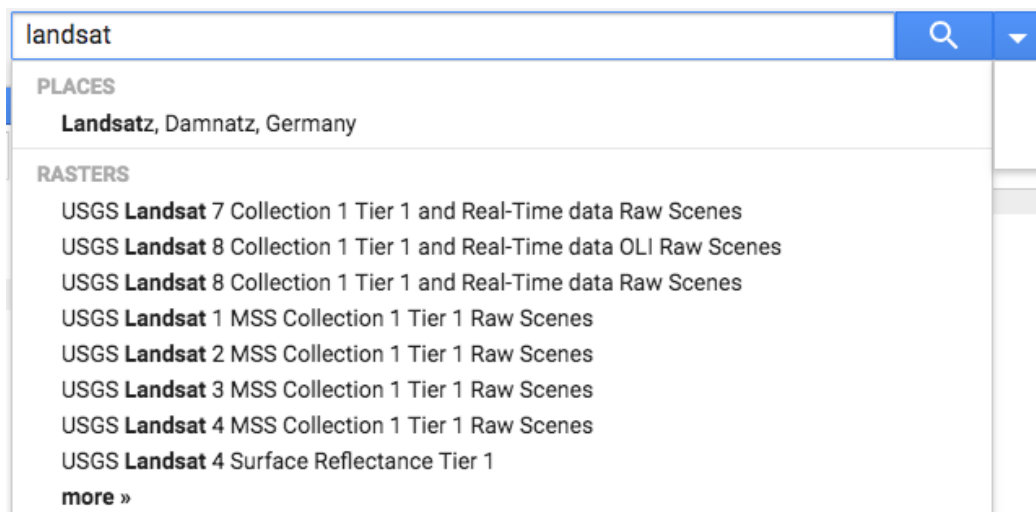 landsat
PLACES
Landsatz, Damnatz, Germany
RASTERS
USGS Landsat 7 Collection 1 Tier 1 and Real-Time data Raw Scenes
USGS Landsat 8 Collection 1 Tier 1 and Real-Time data OLI Raw Scenes
USGS Landsat 8 Collection 1 Tier 1 and Real-Time data Raw Scenes
USGS Landsat 1 MSS Collection 1 Tier 1 Raw Scenes
USGS Landsat 2 MSS Collection 1 Tier 1 Raw Scenes
USGS Landsat 3 MSS Collection 1 Tier 1 Raw Scenes
USGS Landsat 4 MSS Collection 1 Tier 1 Raw Scenes
USGS Landsat 4 Surface Reflectance Tier 1
more »